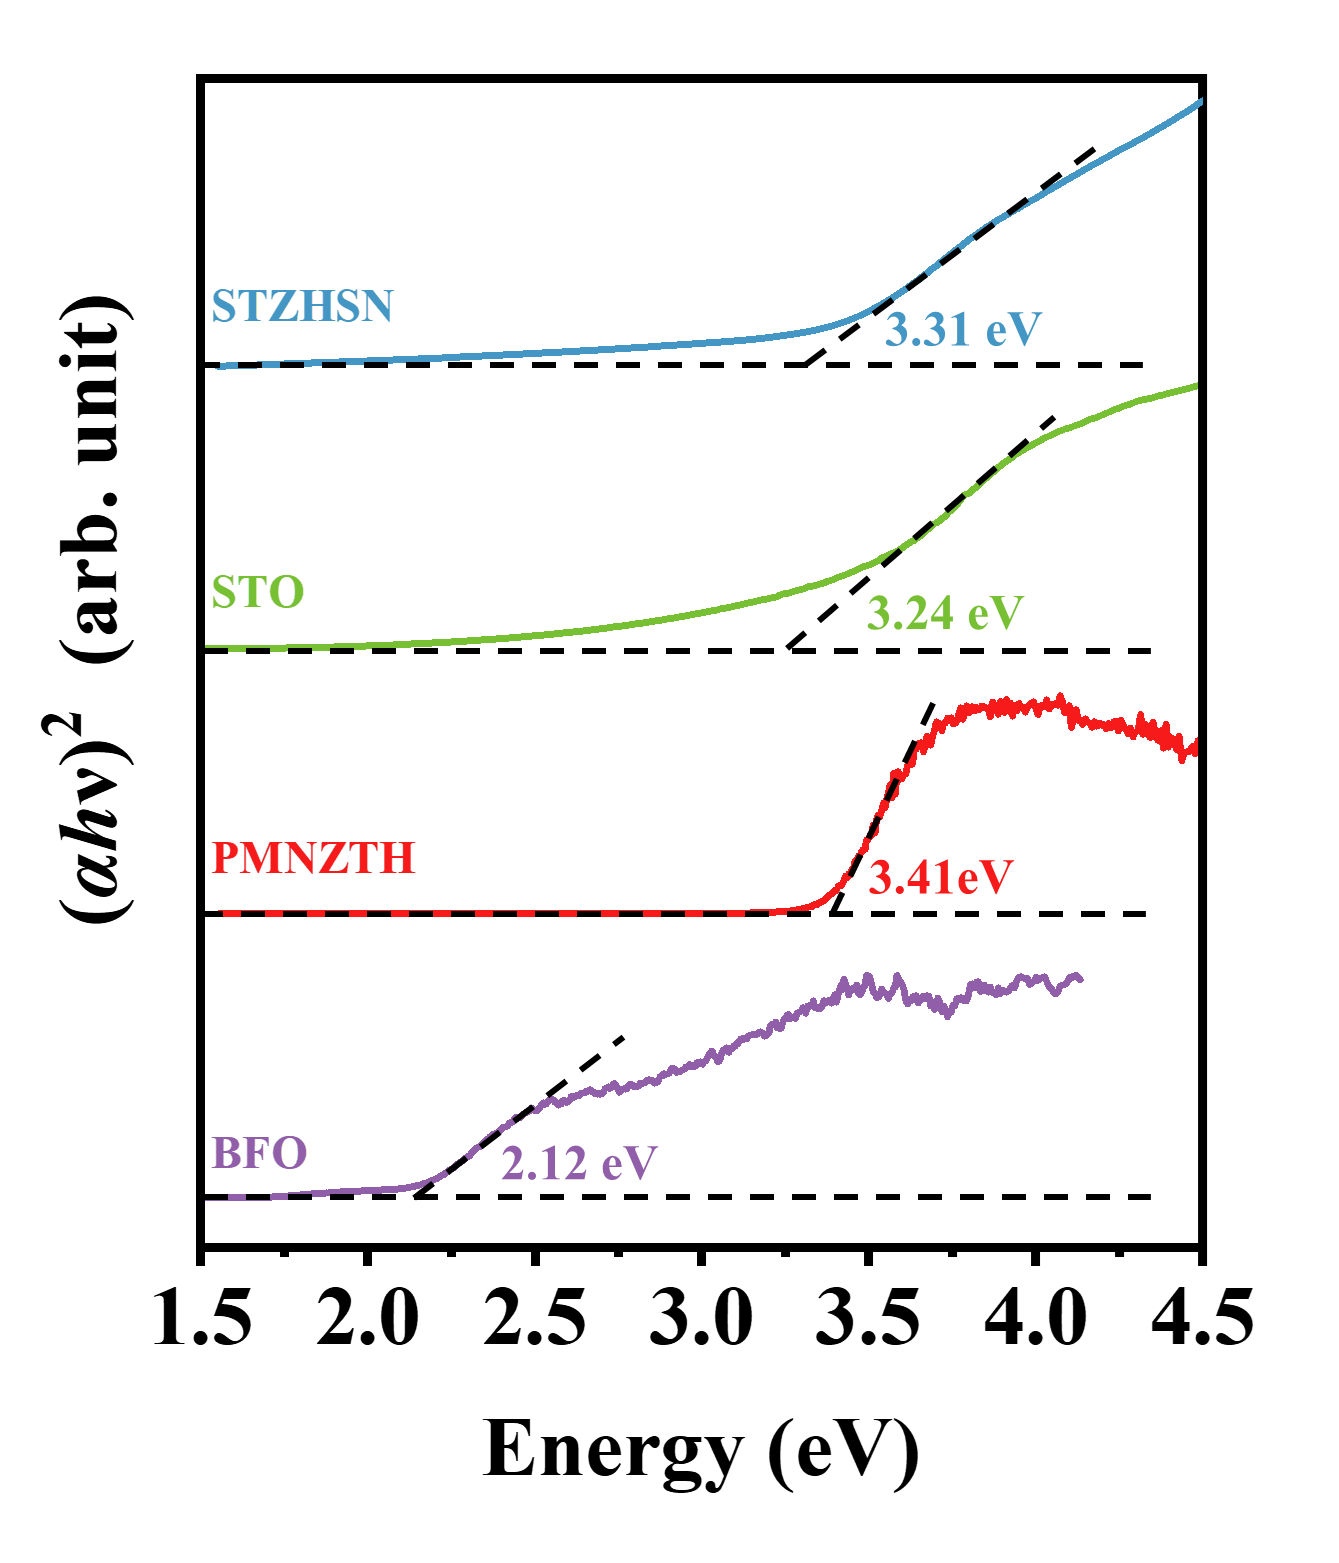 (αhν)² (arb. unit)
STZHSN
3.31 eV
STO
3.24 eV
PMNZTH
3.41eV
BFO
2.12 eV
1.5 2.0 2.5 3.0 3.5 4.0 4.5
Energy (eV)